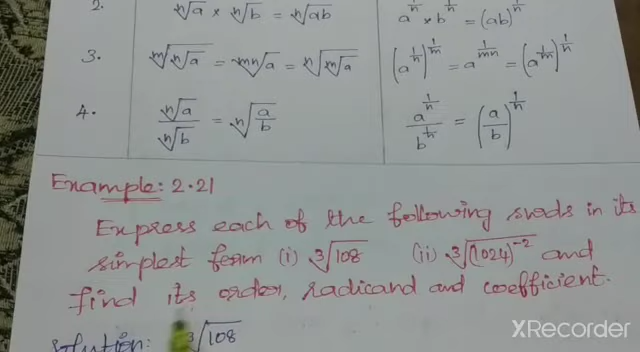 2. ⁿ√a × ⁿ√b = ⁿ√ab a^(1/n) × b^(1/n) = (ab)^(1/n)
3. ᵐ√(ⁿ√a) = ᵐⁿ√a = ⁿ√(ᵐ√a) (a^(1/n))^(1/m) = a^(1/mn) = (a^(1/m))^(1/n)
4. ⁿ√a / ⁿ√b = ⁿ√(a/b) a^(1/n) / b^(1/n) = (a/b)^(1/n)
Example: 2.21
Express each of the following surds in its
simplest form (i) ³√108 (ii) ³√(1024)⁻² and
find its order, radicand and coefficient.
Solution: ³√108
XRecorder